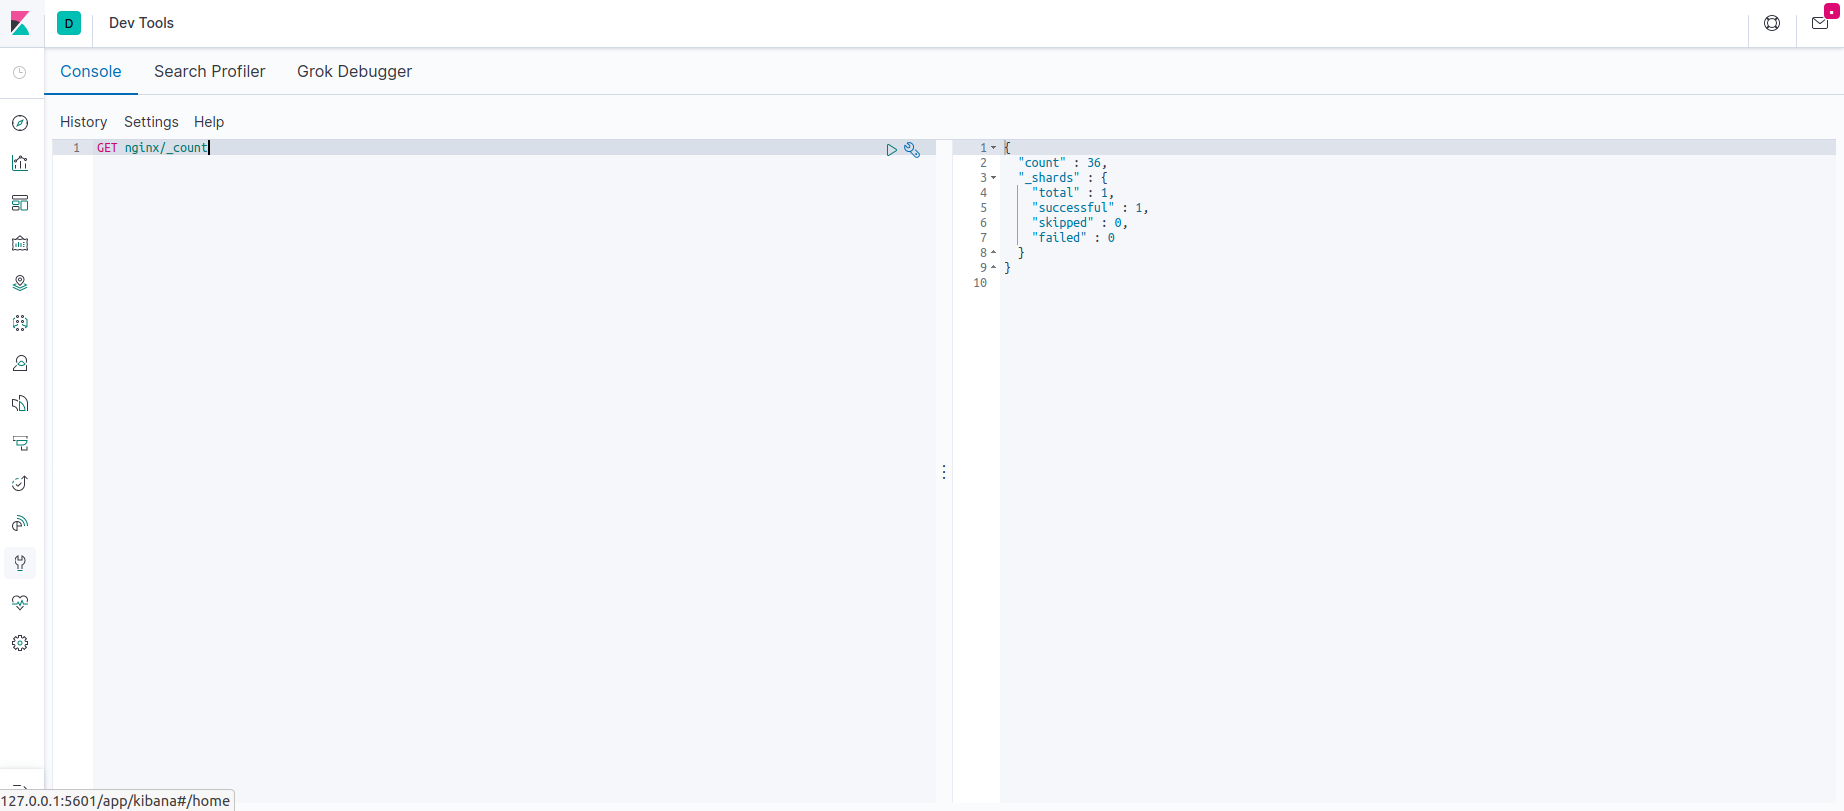 D Dev Tools
Console Search Profiler Grok Debugger
History Settings Help
1 GET nginx/_count
1 {
2 "count" : 36,
3 "_shards" : {
4 "total" : 1,
5 "successful" : 1,
6 "skipped" : 0,
7 "failed" : 0
8 }
9 }
10
127.0.0.1:5601/app/kibana#/home